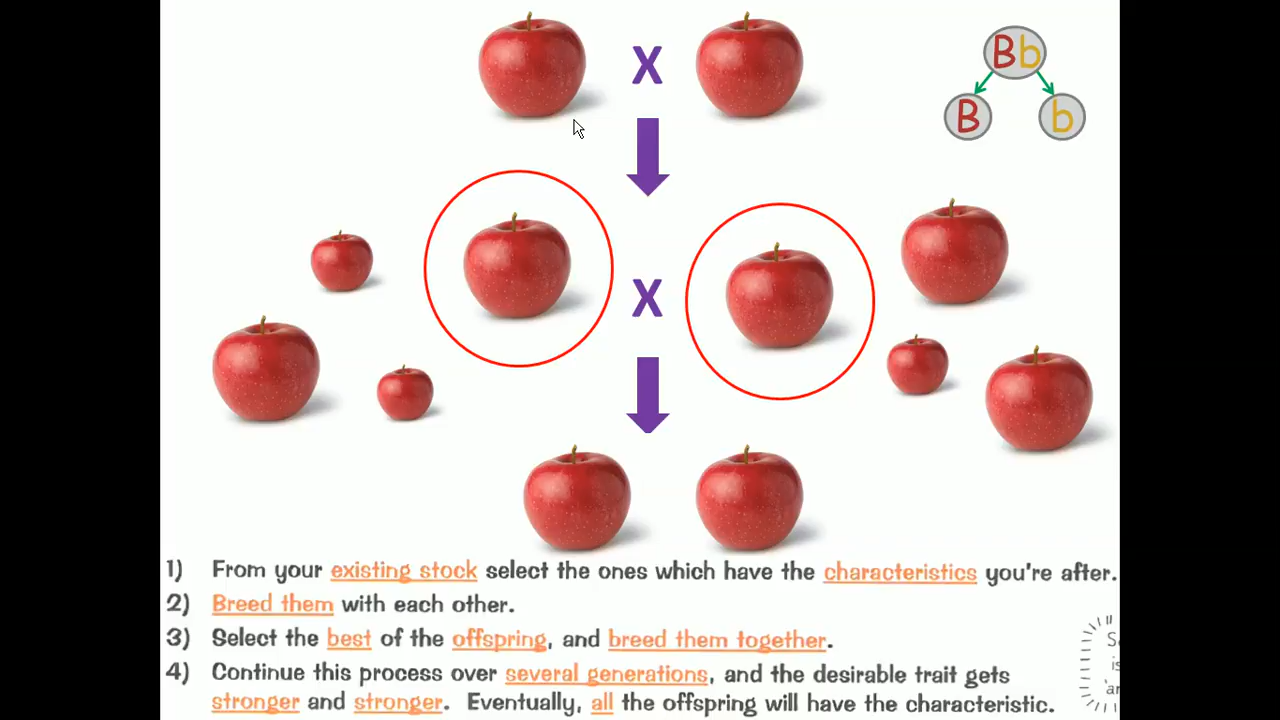 X
Bb
B b
X
1) From your existing stock select the ones which have the characteristics you're after.
2) Breed them with each other.
3) Select the best of the offspring, and breed them together.
4) Continue this process over several generations, and the desirable trait gets
stronger and stronger. Eventually, all the offspring will have the characteristic.